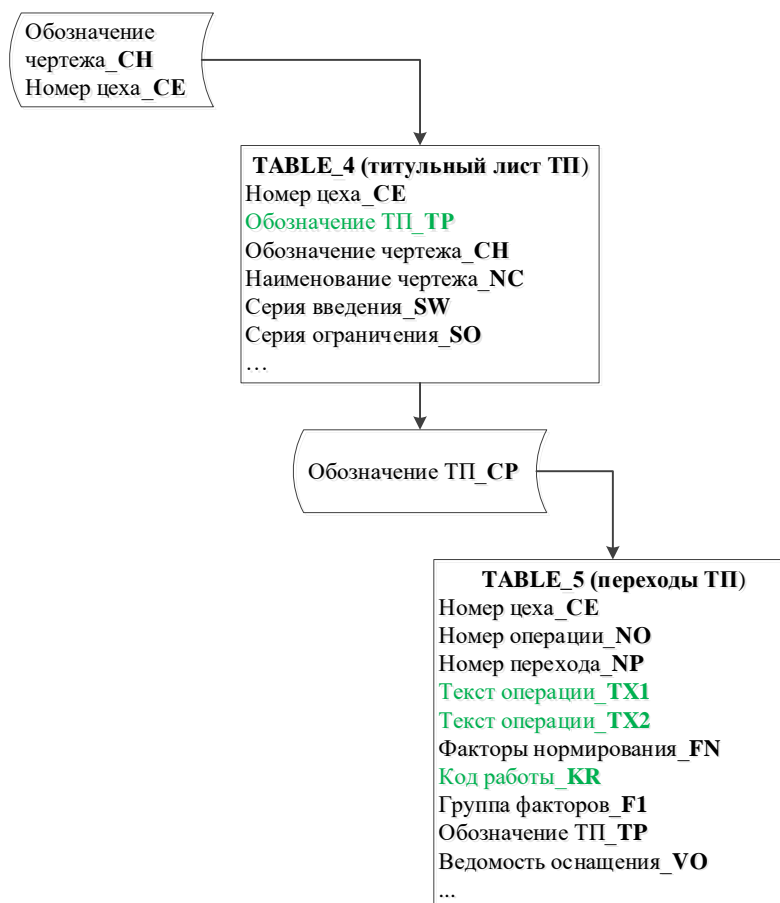 Обозначение
чертежа_CH
Номер цеха_CE
TABLE_4 (титульный лист ТП)
Номер цеха_CE
Обозначение ТП_TP
Обозначение чертежа_CH
Наименование чертежа_NC
Серия введения_SW
Серия ограничения_SO
…
Обозначение ТП_CP
TABLE_5 (переходы ТП)
Номер цеха_CE
Номер операции_NO
Номер перехода_NP
Текст операции_TX1
Текст операции_TX2
Факторы нормирования_FN
Код работы_KR
Группа факторов_F1
Обозначение ТП_TP
Ведомость оснащения_VO
...